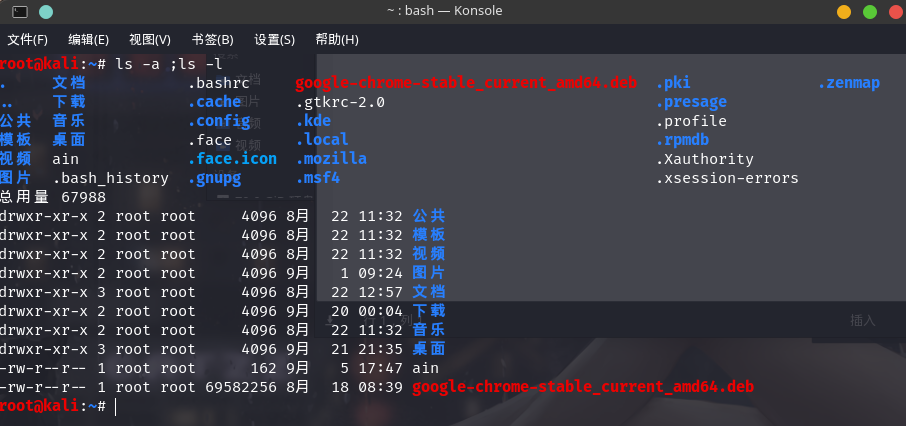 ~ : bash — Konsole
文件(F) 编辑(E) 视图(V) 书签(B) 设置(S) 帮助(H)
root@kali:~# ls -a ;ls -l
. 文档 .bashrc google-chrome-stable_current_amd64.deb .pki .zenmap
.. 下载 .cache .gtkrc-2.0 .presage
公共 音乐 .config .kde .profile
模板 桌面 .face .local .rpmdb
视频 ain .face.icon .mozilla .Xauthority
图片 .bash_history .gnupg .msf4 .xsession-errors
总用量 67988
drwxr-xr-x 2 root root 4096 8月 22 11:32 公共
drwxr-xr-x 2 root root 4096 8月 22 11:32 模板
drwxr-xr-x 2 root root 4096 8月 22 11:32 视频
drwxr-xr-x 2 root root 4096 9月 1 09:24 图片
drwxr-xr-x 3 root root 4096 8月 22 12:57 文档
drwxr-xr-x 2 root root 4096 9月 20 00:04 下载
drwxr-xr-x 2 root root 4096 8月 22 11:32 音乐
drwxr-xr-x 3 root root 4096 9月 21 21:35 桌面
-rw-r--r-- 1 root root 162 9月 5 17:47 ain
-rw-r--r-- 1 root root 69582256 8月 18 08:39 google-chrome-stable_current_amd64.deb
root@kali:~#
文档
图片
视频
插入